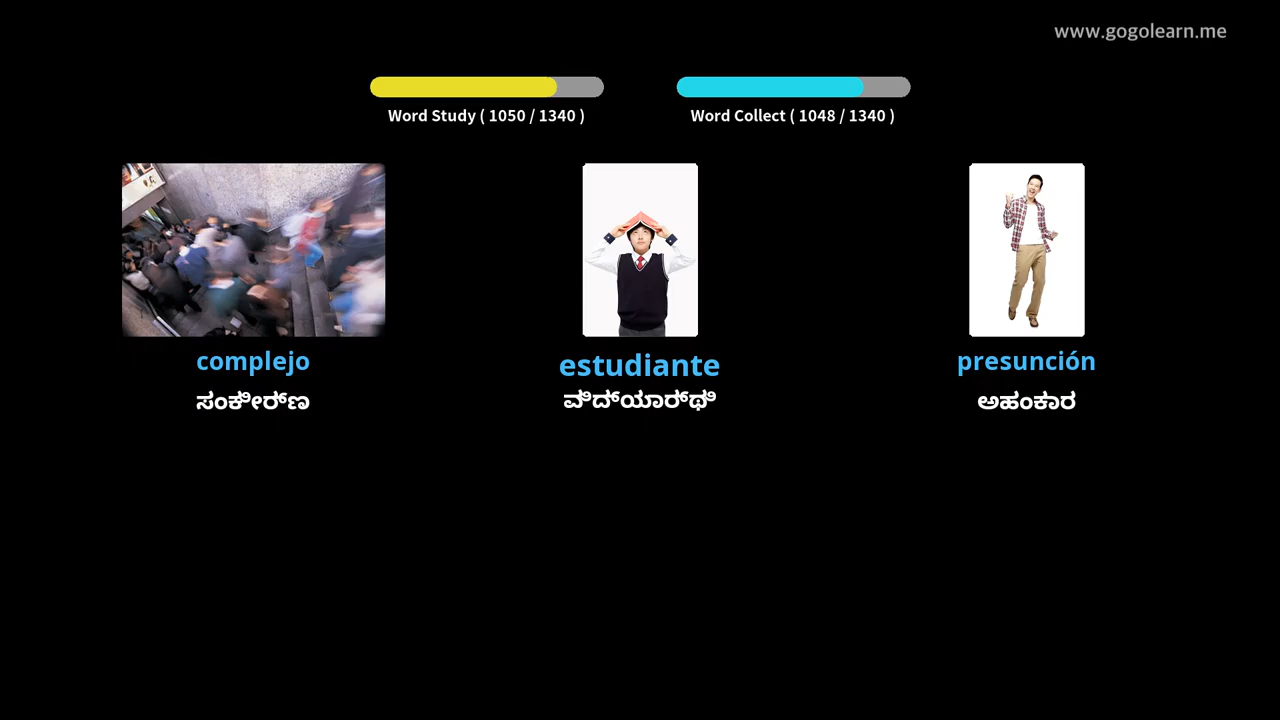 www.gogolearn.me
Word Study ( 1050 / 1340 )
Word Collect ( 1048 / 1340 )
complejo
estudiante
presunción
ಸಂಕೀರ್ಣ
ವಿದ್ಯಾರ್ಥಿ
ಅಹಂಕಾರ